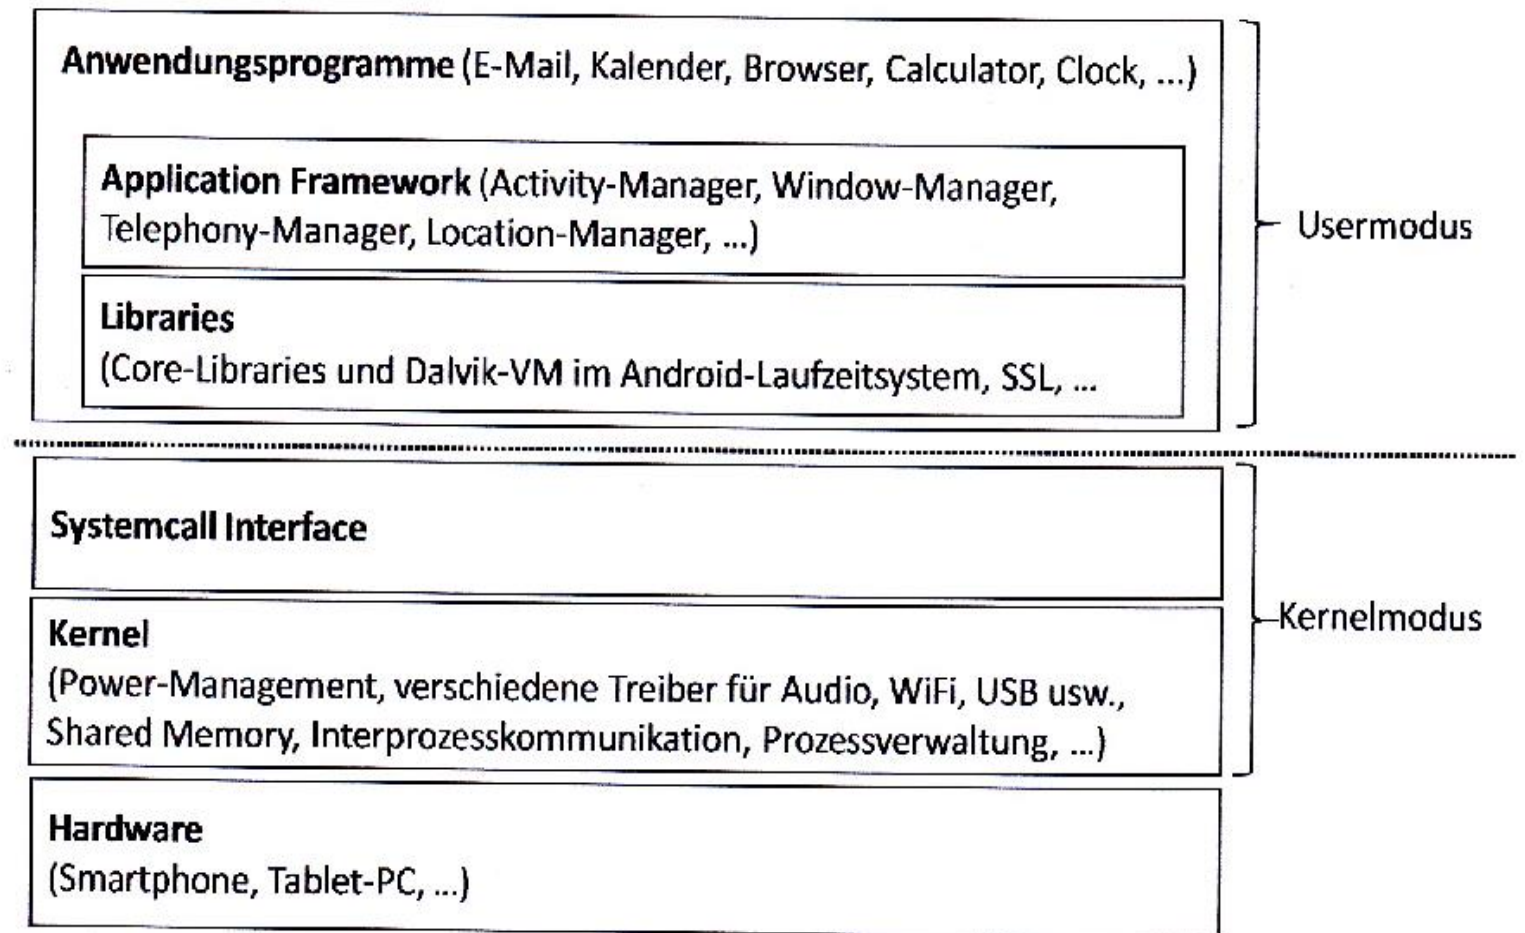 Anwendungsprogramme (E-Mail, Kalender, Browser, Calculator, Clock, ...)
Application Framework (Activity-Manager, Window-Manager,
Telephony-Manager, Location-Manager, ...)
Usermodus
Libraries
(Core-Libraries und Dalvik-VM im Android-Laufzeitsystem, SSL, ...
Systemcall Interface
Kernel
(Power-Management, verschiedene Treiber für Audio, WiFi, USB usw.,
Shared Memory, Interprozesskommunikation, Prozessverwaltung, ...)
Kernelmodus
Hardware
(Smartphone, Tablet-PC, ...)